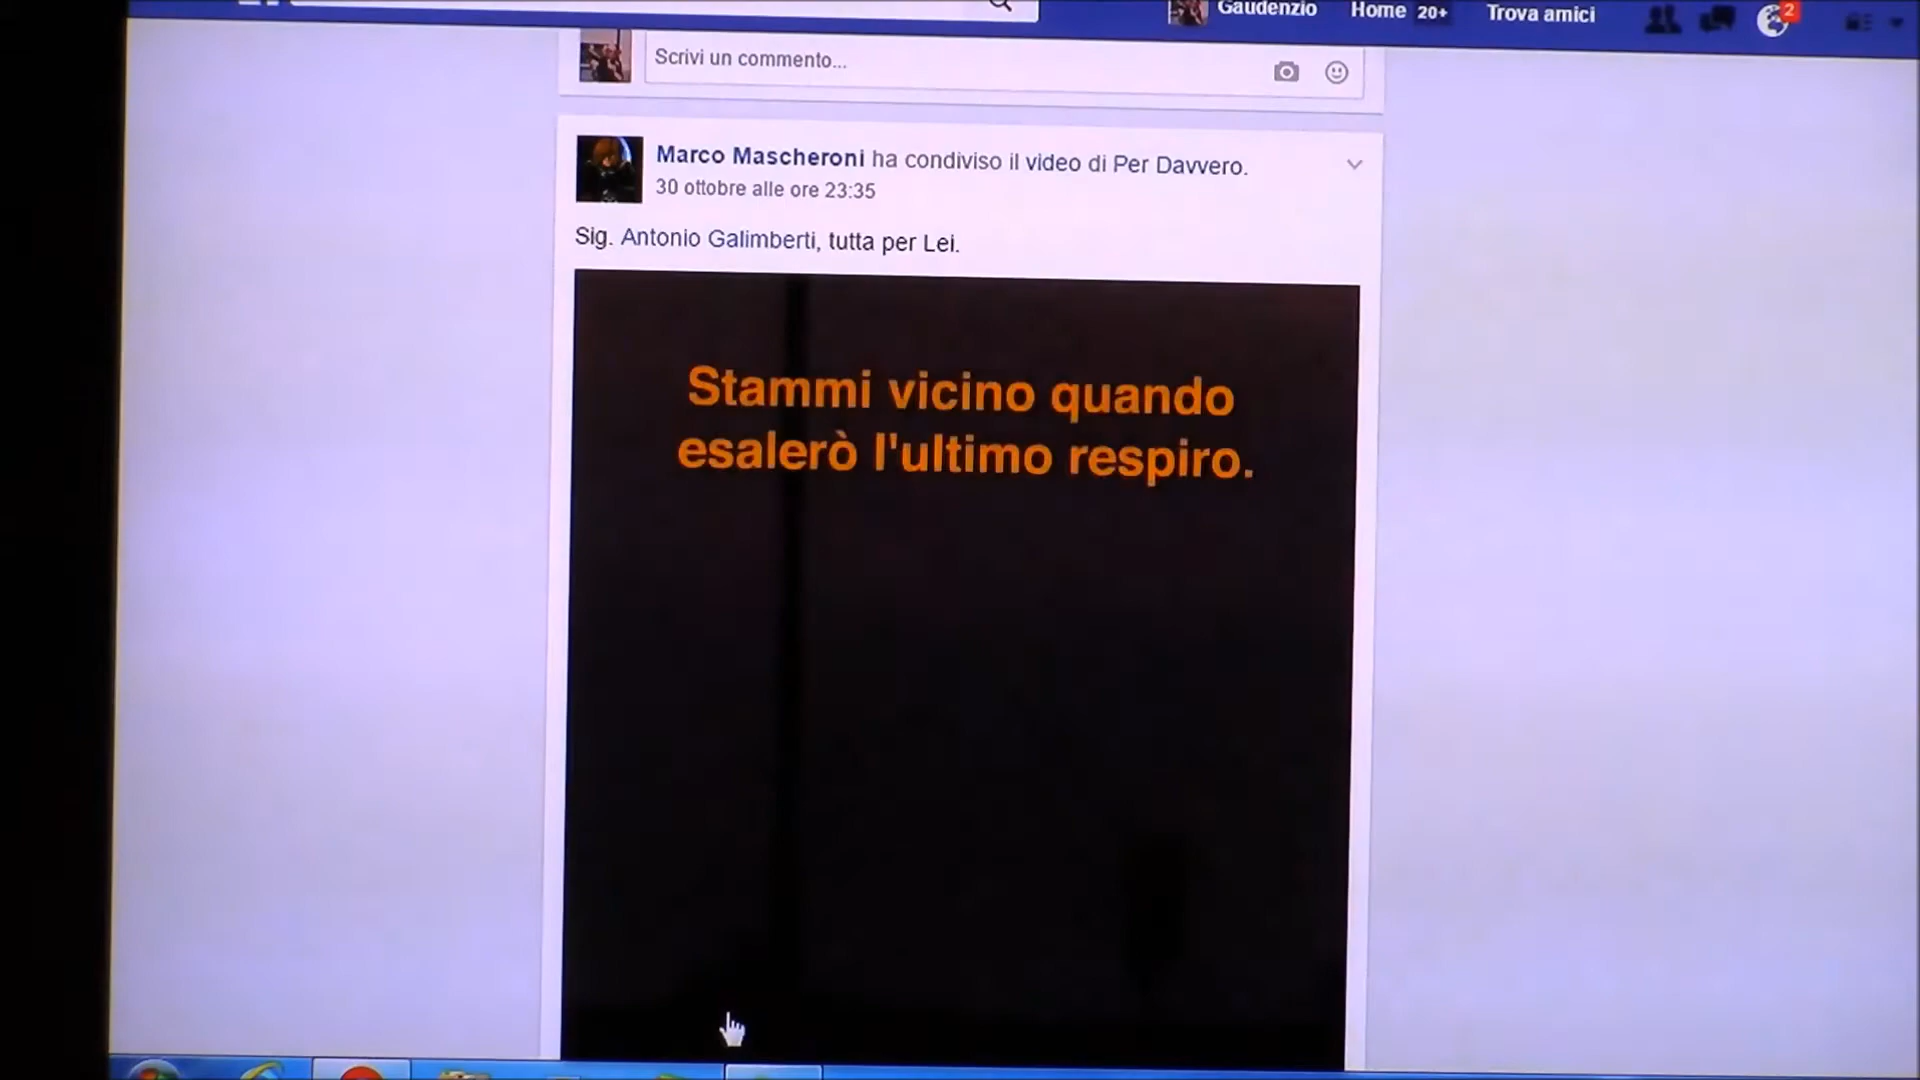 Gaudenzio Home 20+ Trova amici 2
Scrivi un commento...
Marco Mascheroni ha condiviso il video di Per Davvero.
30 ottobre alle ore 23:35
Sig. Antonio Galimberti, tutta per Lei.
Stammi vicino quando
esalerò l'ultimo respiro.